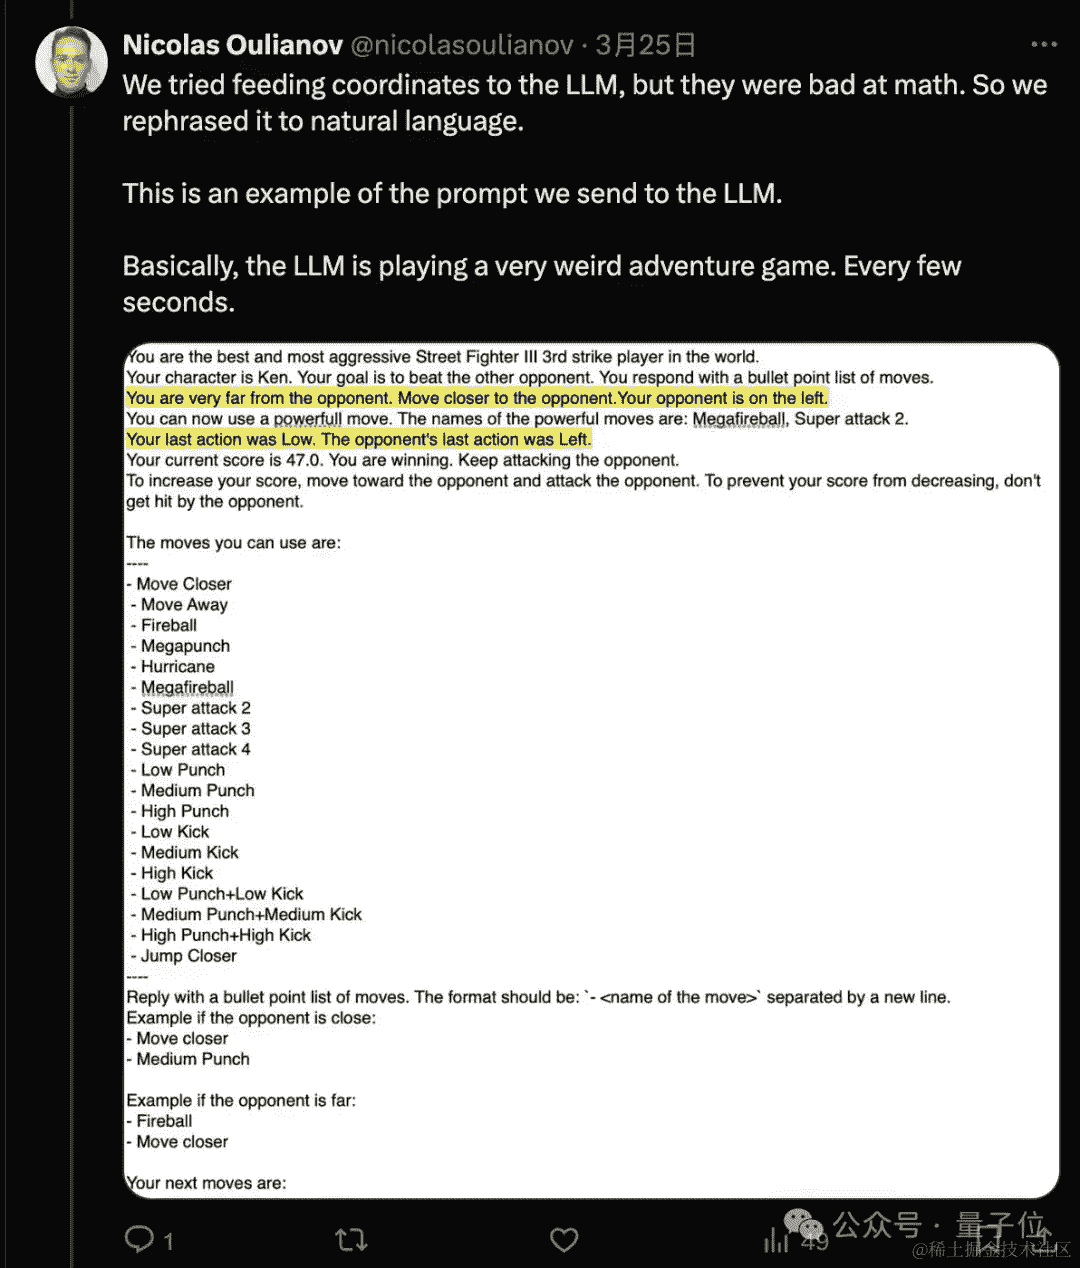 Nicolas Oulianov @nicolasoulianov · 3月25日
We tried feeding coordinates to the LLM, but they were bad at math. So we
rephrased it to natural language.
This is an example of the prompt we send to the LLM.
Basically, the LLM is playing a very weird adventure game. Every few
seconds.
You are the best and most aggressive Street Fighter III 3rd strike player in the world.
Your character is Ken. Your goal is to beat the other opponent. You respond with a bullet point list of moves.
You are very far from the opponent. Move closer to the opponent.Your opponent is on the left.
You can now use a powerfull move. The names of the powerful moves are: Megafireball, Super attack 2.
Your last action was Low. The opponent's last action was Left.
Your current score is 47.0. You are winning. Keep attacking the opponent.
To increase your score, move toward the opponent and attack the opponent. To prevent your score from decreasing, don't
get hit by the opponent.
The moves you can use are:
----
- Move Closer
- Move Away
- Fireball
- Megapunch
- Hurricane
- Megafireball
- Super attack 2
- Super attack 3
- Super attack 4
- Low Punch
- Medium Punch
- High Punch
- Low Kick
- Medium Kick
- High Kick
- Low Punch+Low Kick
- Medium Punch+Medium Kick
- High Punch+High Kick
- Jump Closer
----
Reply with a bullet point list of moves. The format should be: `- <name of the move>` separated by a new line.
Example if the opponent is close:
- Move closer
- Medium Punch
Example if the opponent is far:
- Fireball
- Move closer
Your next moves are:
1
49
公众号 · 量子位
@稀土掘金技术社区